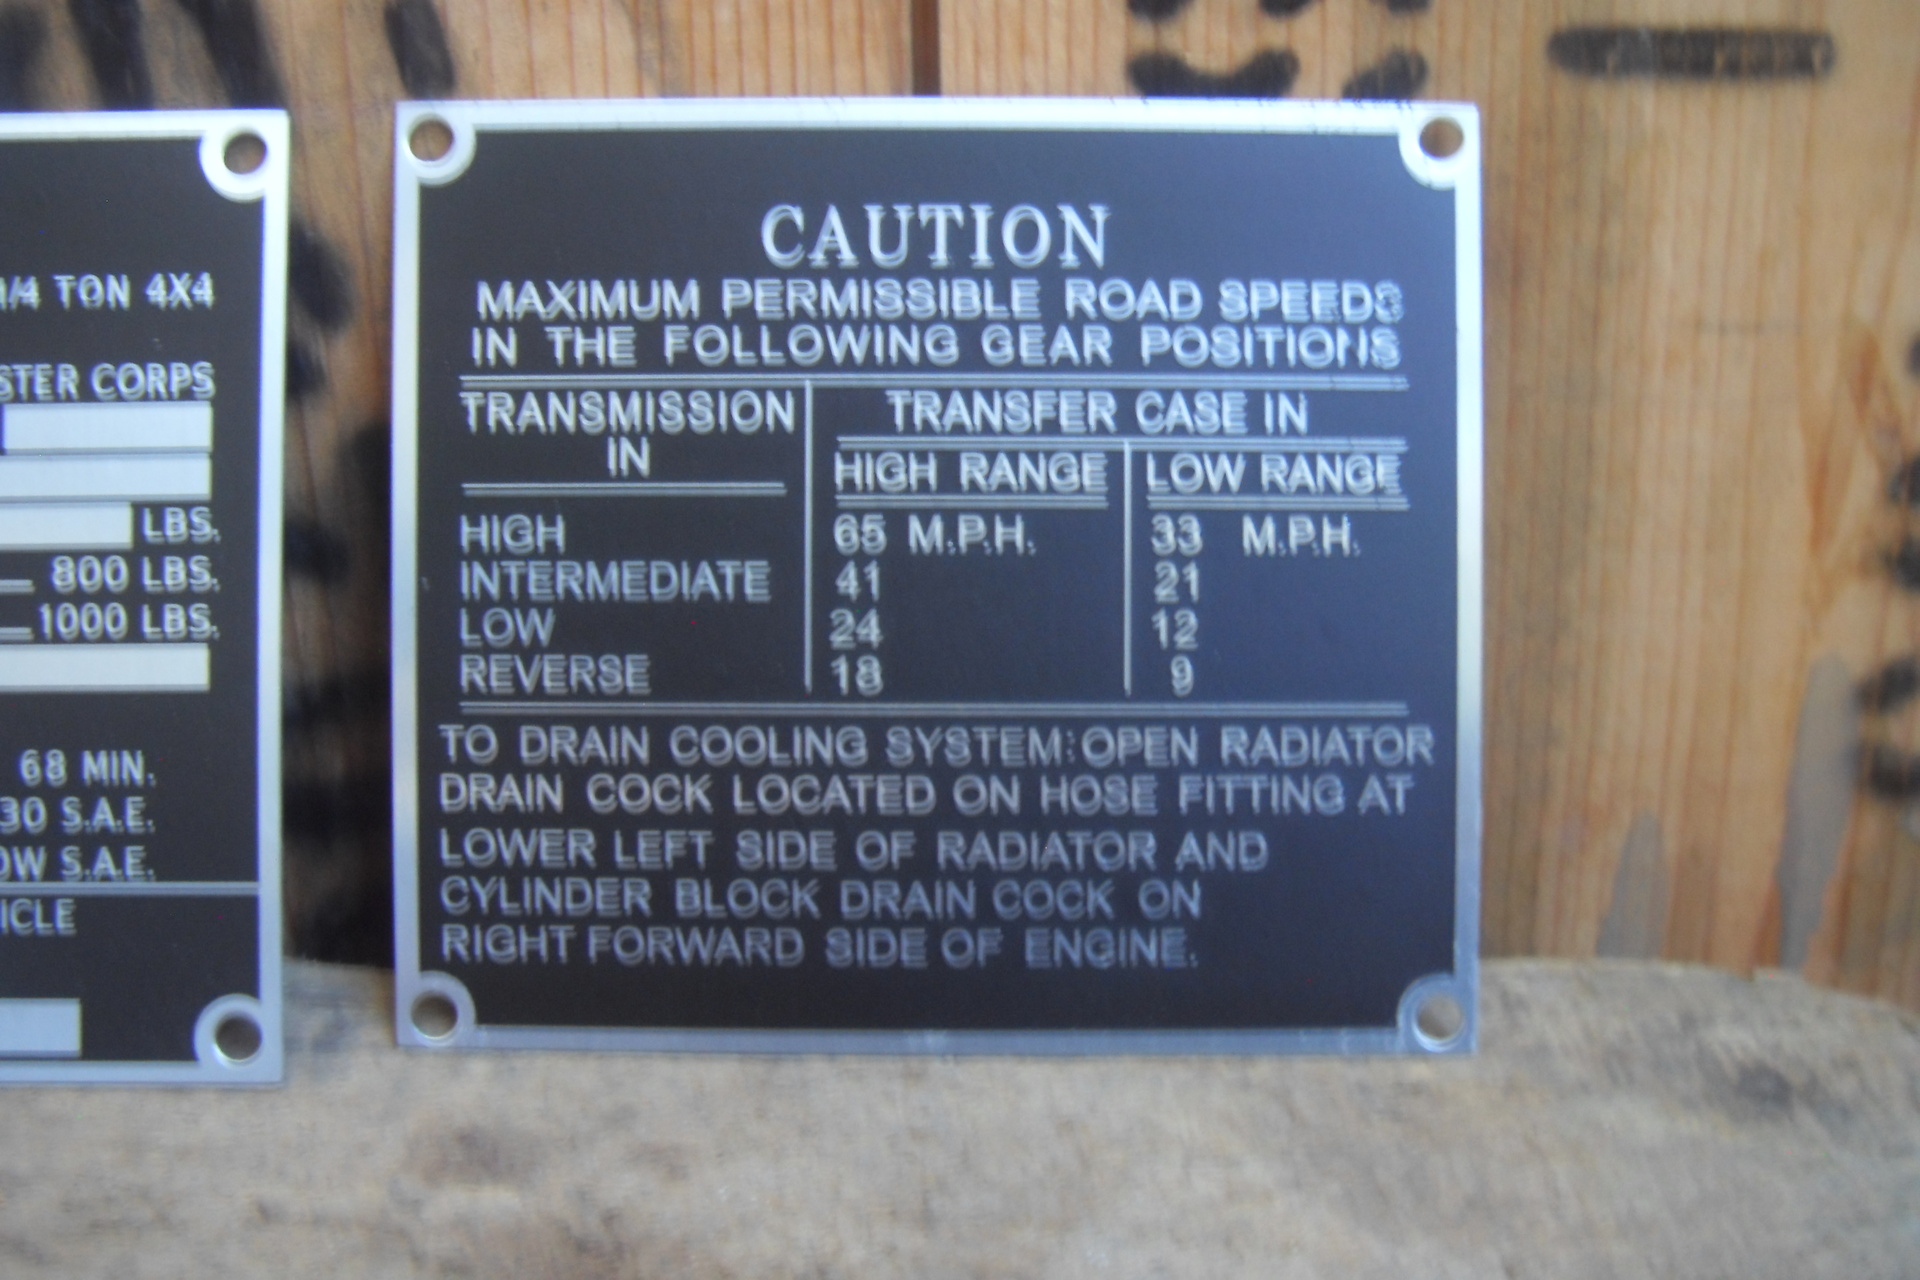 1/4 TON 4X4
STER CORPS
LBS.
800 LBS.
1000 LBS.
68 MIN.
30 S.A.E.
OW S.A.E.
ICLE
CAUTION
MAXIMUM PERMISSIBLE ROAD SPEEDS
IN THE FOLLOWING GEAR POSITIONS
TRANSMISSION IN
TRANSFER CASE IN
HIGH RANGE LOW RANGE
HIGH 65 M.P.H. 33 M.P.H.
INTERMEDIATE 41 21
LOW 24 12
REVERSE 18 9
TO DRAIN COOLING SYSTEM: OPEN RADIATOR
DRAIN COCK LOCATED ON HOSE FITTING AT
LOWER LEFT SIDE OF RADIATOR AND
CYLINDER BLOCK DRAIN COCK ON
RIGHT FORWARD SIDE OF ENGINE.